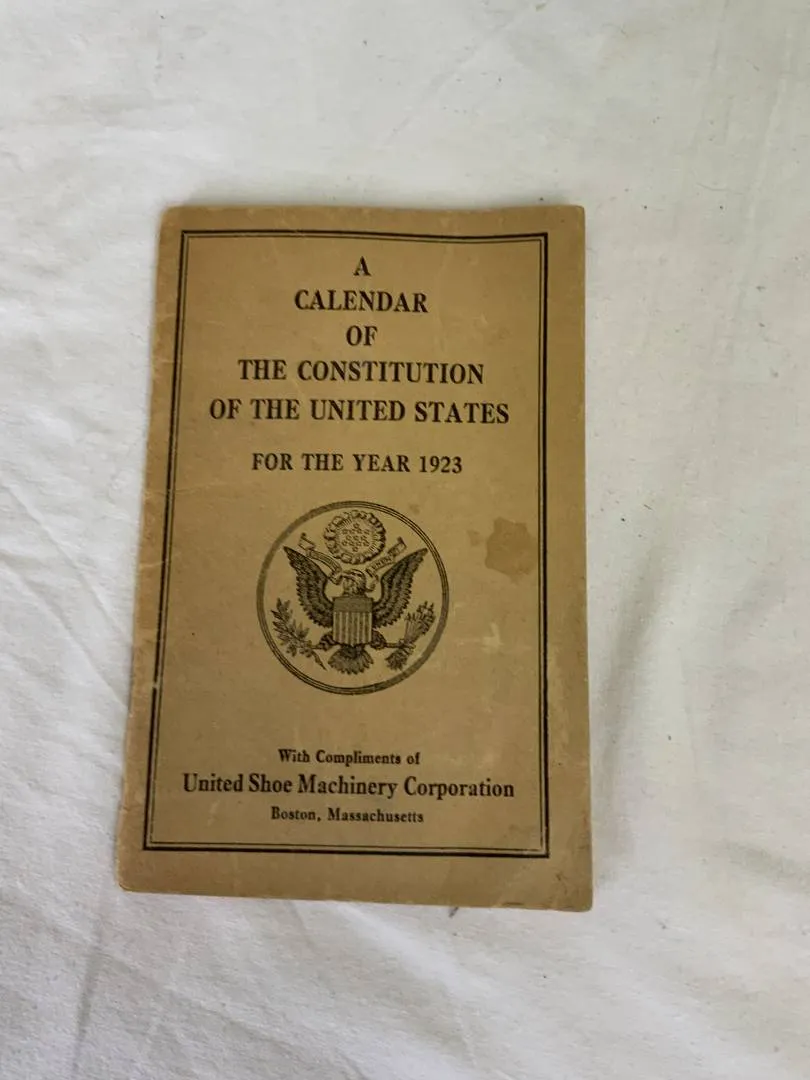 A
CALENDAR
OF
THE CONSTITUTION
OF THE UNITED STATES
FOR THE YEAR 1923
With Compliments of
United Shoe Machinery Corporation
Boston, Massachusetts